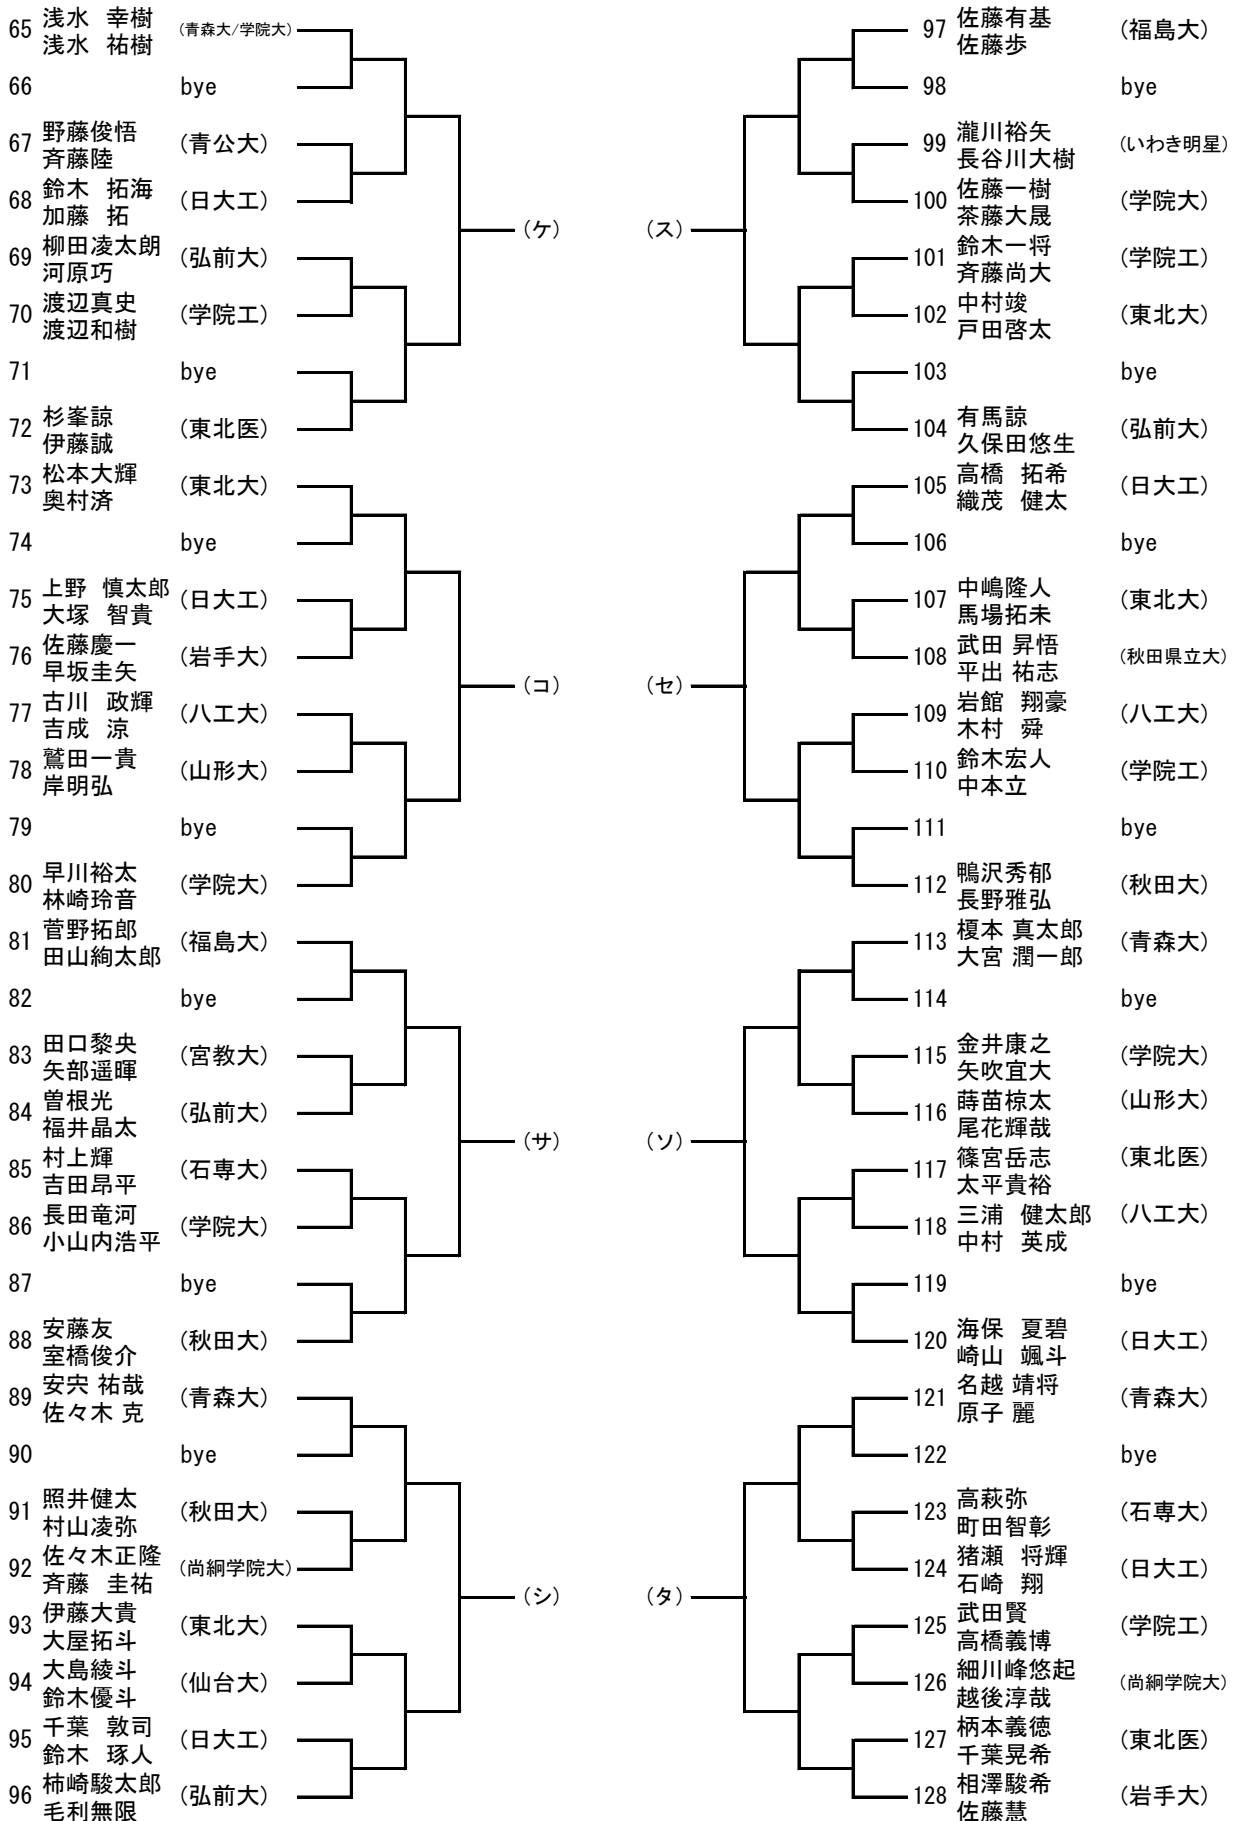 65 浅水 幸樹 (青森大/学院大)
浅水 祐樹
66 bye
67 野藤俊悟 (青公大)
斉藤陸
68 鈴木 拓海 (日大工)
加藤 拓
69 柳田凌太朗 (弘前大)
河原巧
70 渡辺真史 (学院工)
渡辺和樹
71 bye
72 杉峯諒 (東北医)
伊藤誠
(ケ)
73 松本大輝 (東北大)
奥村済
74 bye
75 上野 慎太郎 (日大工)
大塚 智貴
76 佐藤慶一 (岩手大)
早坂圭矢
77 古川 政輝 (八工大)
吉成 涼
78 鷲田一貴 (山形大)
岸明弘
79 bye
80 早川裕太 (学院大)
林崎玲音
(コ)
81 菅野拓郎 (福島大)
田山絢太郎
82 bye
83 田口黎央 (宮教大)
矢部遥暉
84 曽根光 (弘前大)
福井晶太
85 村上輝 (石専大)
吉田昂平
86 長田竜河 (学院大)
小山内浩平
87 bye
88 安藤友 (秋田大)
室橋俊介
(サ)
89 安宍 祐哉 (青森大)
佐々木 克
90 bye
91 照井健太 (秋田大)
村山凌弥
92 佐々木正隆 (尚絅学院大)
斉藤 圭祐
93 伊藤大貴 (東北大)
大屋拓斗
94 大島綾斗 (仙台大)
鈴木優斗
95 千葉 敦司 (日大工)
鈴木 琢人
96 柿崎駿太郎 (弘前大)
毛利無限
(シ)
97 佐藤有基 (福島大)
佐藤歩
98 bye
99 瀧川裕矢 (いわき明星)
長谷川大樹
100 佐藤一樹 (学院大)
茶藤大晟
101 鈴木一将 (学院工)
斉藤尚大
102 中村竣 (東北大)
戸田啓太
103 bye
104 有馬諒 (弘前大)
久保田悠生
(ス)
105 高橋 拓希 (日大工)
織茂 健太
106 bye
107 中嶋隆人 (東北大)
馬場拓未
108 武田 昇悟 (秋田県立大)
平出 祐志
109 岩館 翔豪 (八工大)
木村 舜
110 鈴木宏人 (学院工)
中本立
111 bye
112 鴨沢秀郁 (秋田大)
長野雅弘
(セ)
113 榎本 真太郎 (青森大)
大宮 潤一郎
114 bye
115 金井康之 (学院大)
矢吹宜大
116 蒔苗椋太 (山形大)
尾花輝哉
117 篠宮岳志 (東北医)
太平貴裕
118 三浦 健太郎 (八工大)
中村 英成
119 bye
120 海保 夏碧 (日大工)
崎山 颯斗
(ソ)
121 名越 靖将 (青森大)
原子 麗
122 bye
123 高萩弥 (石専大)
町田智彰
124 猪瀬 将輝 (日大工)
石崎 翔
125 武田賢 (学院工)
高橋義博
126 細川峰悠起 (尚絅学院大)
越後淳哉
127 柄本義徳 (東北医)
千葉晃希
128 相澤駿希 (岩手大)
佐藤慧
(タ)